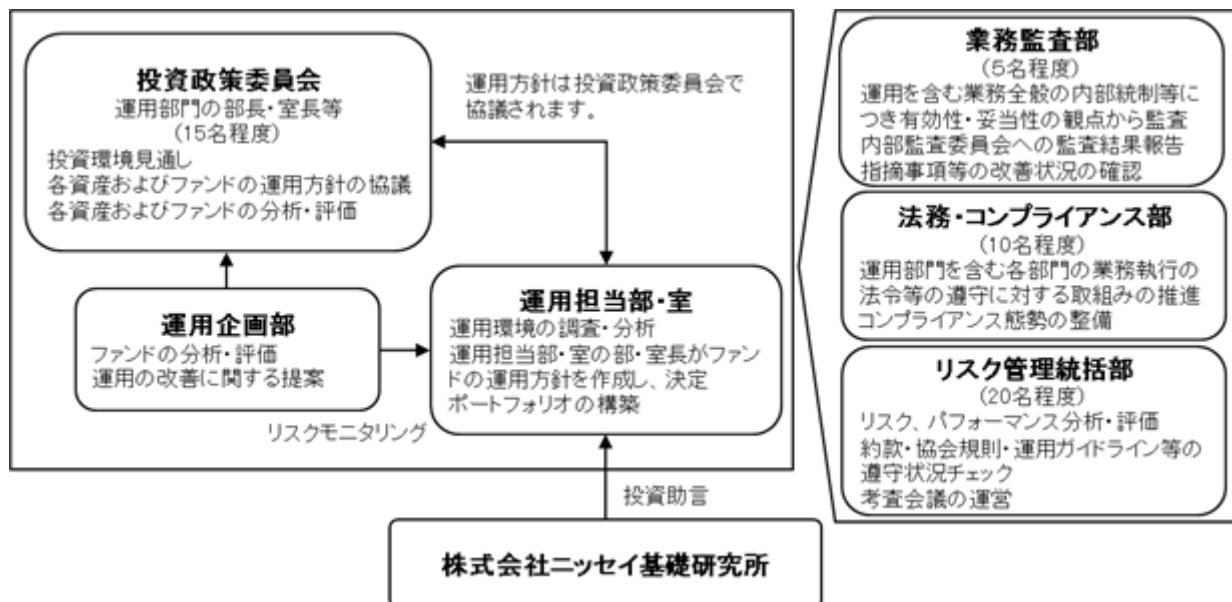 投資政策委員会
運用部門の部長・室長等
(15名程度)
投資環境見通し
各資産およびファンドの運用方針の協議
各資産およびファンドの分析・評価
運用方針は投資政策委員会で
協議されます。
運用企画部
ファンドの分析・評価
運用の改善に関する提案
リスクモニタリング
運用担当部・室
運用環境の調査・分析
運用担当部・室の部・室長がファン
ドの運用方針を作成し、決定
ポートフォリオの構築
投資助言
株式会社ニッセイ基礎研究所
業務監査部
(5名程度)
運用を含む業務全般の内部統制等に
つき有効性・妥当性の観点から監査
内部監査委員会への監査結果報告
指摘事項等の改善状況の確認
法務・コンプライアンス部
(10名程度)
運用部門を含む各部門の業務執行の
法令等の遵守に対する取組みの推進
コンプライアンス態勢の整備
リスク管理統括部
(20名程度)
リスク、パフォーマンス分析・評価
約款・協会規則・運用ガイドライン等の
遵守状況チェック
考査会議の運営